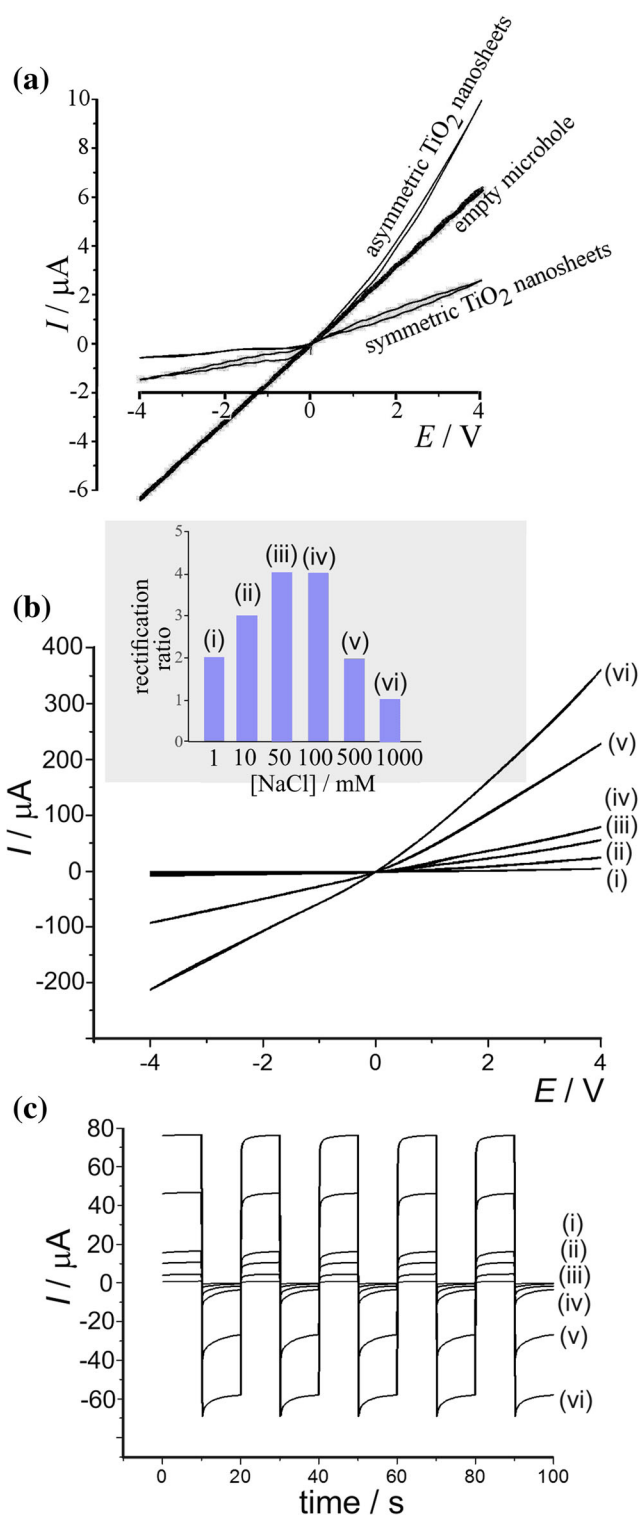 (a)
asymmetric TiO2 nanosheets
empty microhole
symmetric TiO2 nanosheets
I / µA
10
8
6
4
2
0
-2
-4
-6
-4
-2
0
2
4
E / V
(b)
rectification ratio
5
4
3
2
1
0
(i)
(ii)
(iii)
(iv)
(v)
(vi)
1 10 50 100 500 1000
[NaCl] / mM
I / µA
400
300
200
100
0
-100
-200
(vi)
(v)
(iv)
(iii)
(ii)
(i)
-4 -2 0 2 4
E / V
(c)
I / µA
80
60
40
20
0
-20
-40
-60
(i)
(ii)
(iii)
(iv)
(v)
(vi)
0 20 40 60 80 100
time / s